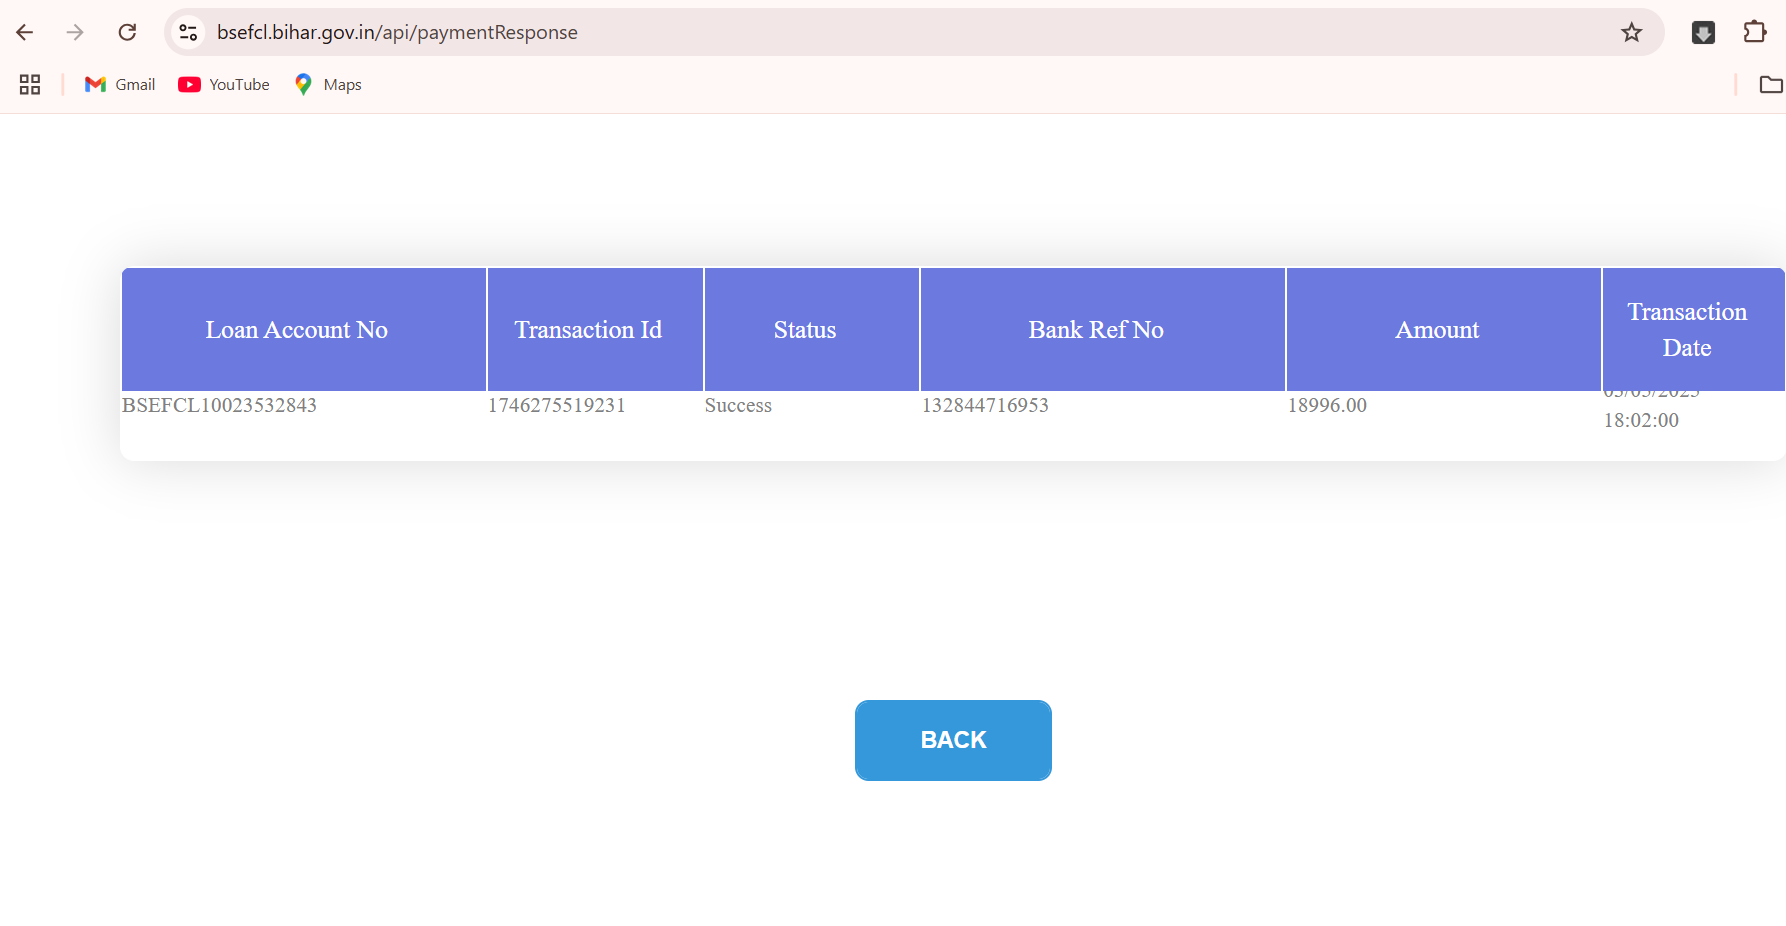 bsefcl.bihar.gov.in/api/paymentResponse
Gmail YouTube Maps
Loan Account No Transaction Id Status Bank Ref No Amount Transaction Date
BSEFCL10023532843 1746275519231 Success 132844716953 18996.00
18:02:00
BACK